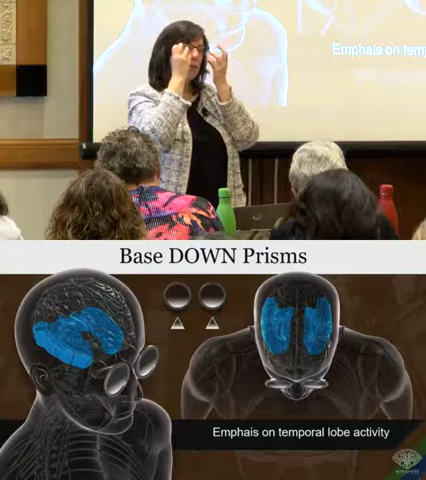 Emphais on temp
Base DOWN Prisms
Emphais on temporal lobe activity